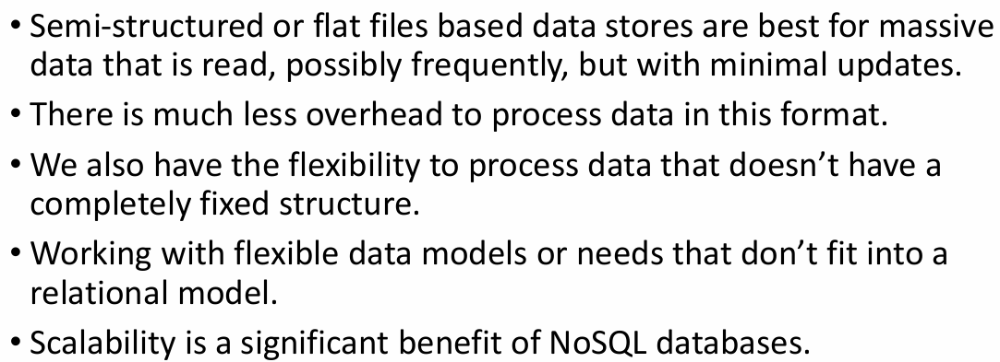 • Semi-structured or flat files based data stores are best for massive
data that is read, possibly frequently, but with minimal updates.
• There is much less overhead to process data in this format.
• We also have the flexibility to process data that doesn’t have a
completely fixed structure.
• Working with flexible data models or needs that don’t fit into a
relational model.
• Scalability is a significant benefit of NoSQL databases.